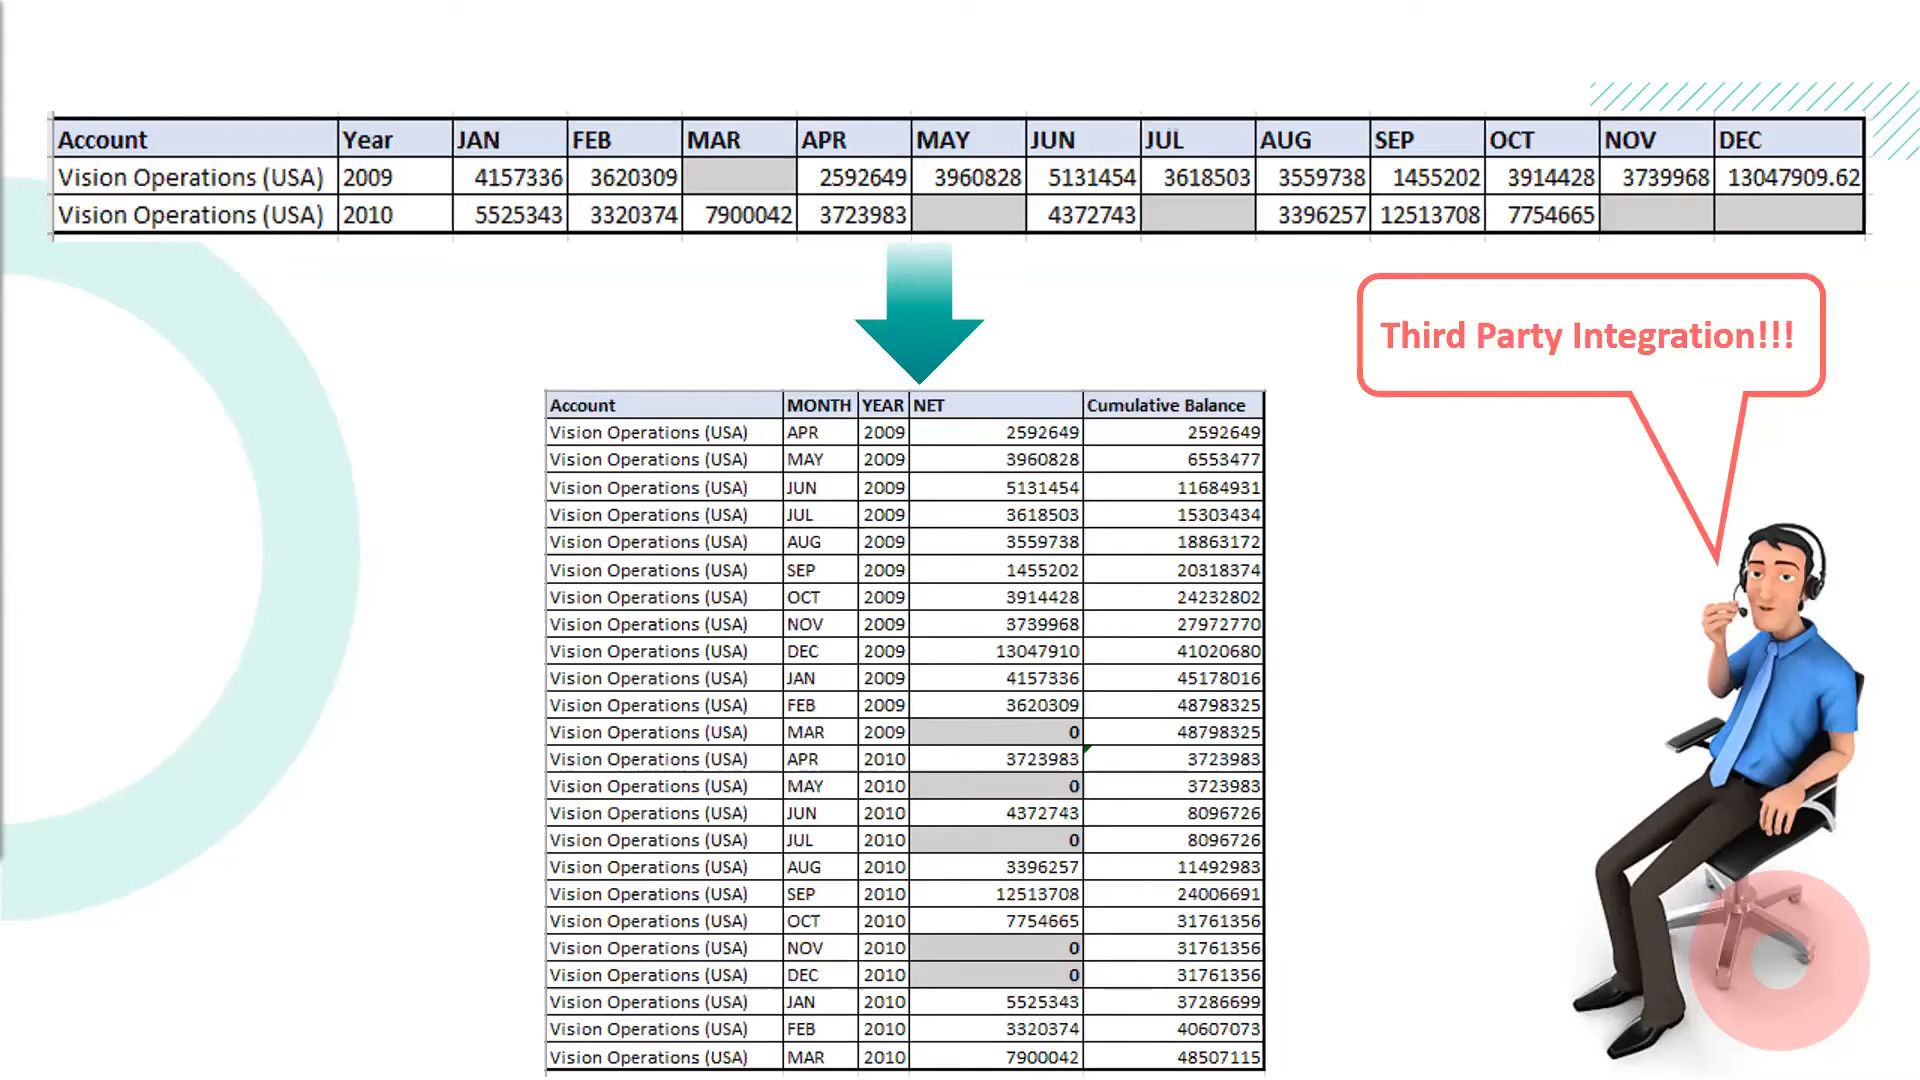 Account Year JAN FEB MAR APR MAY JUN JUL AUG SEP OCT NOV DEC
Vision Operations (USA) 2009 4157336 3620309 2592649 3960828 5131454 3618503 3559738 1455202 3914428 3739968 13047909.62
Vision Operations (USA) 2010 5525343 3320374 7900042 3723983 4372743 3396257 12513708 7754665
Third Party Integration!!!
Account MONTH YEAR NET Cumulative Balance
Vision Operations (USA) APR 2009 2592649 2592649
Vision Operations (USA) MAY 2009 3960828 6553477
Vision Operations (USA) JUN 2009 5131454 11684931
Vision Operations (USA) JUL 2009 3618503 15303434
Vision Operations (USA) AUG 2009 3559738 18863172
Vision Operations (USA) SEP 2009 1455202 20318374
Vision Operations (USA) OCT 2009 3914428 24232802
Vision Operations (USA) NOV 2009 3739968 27972770
Vision Operations (USA) DEC 2009 13047910 41020680
Vision Operations (USA) JAN 2009 4157336 45178016
Vision Operations (USA) FEB 2009 3620309 48798325
Vision Operations (USA) MAR 2009 0 48798325
Vision Operations (USA) APR 2010 3723983 3723983
Vision Operations (USA) MAY 2010 0 3723983
Vision Operations (USA) JUN 2010 4372743 8096726
Vision Operations (USA) JUL 2010 0 8096726
Vision Operations (USA) AUG 2010 3396257 11492983
Vision Operations (USA) SEP 2010 12513708 24006691
Vision Operations (USA) OCT 2010 7754665 31761356
Vision Operations (USA) NOV 2010 0 31761356
Vision Operations (USA) DEC 2010 0 31761356
Vision Operations (USA) JAN 2010 5525343 37286699
Vision Operations (USA) FEB 2010 3320374 40607073
Vision Operations (USA) MAR 2010 7900042 48507115